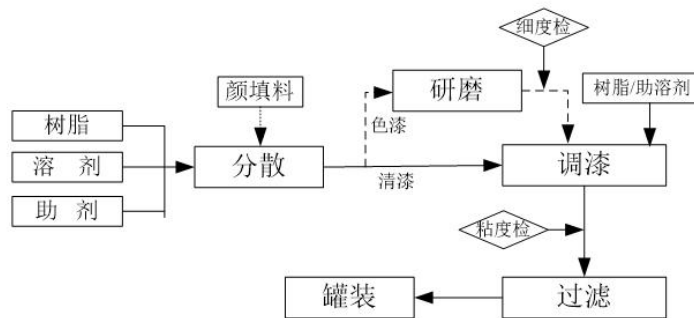 细度检
颜填料
研磨
树脂/助溶剂
树脂
色漆
溶 剂
分散
清漆
调漆
助 剂
粘度检
罐装
过滤